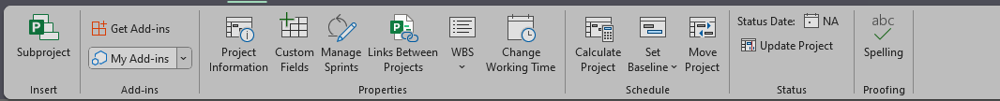 Subproject
Insert
Get Add-ins
My Add-ins
Add-ins
Project
Information
Custom
Fields
Manage
Sprints
Links Between
Projects
WBS
Change
Working Time
Properties
Calculate
Project
Set
Baseline
Move
Project
Schedule
Status Date: NA
Update Project
Status
abc
Spelling
Proofing